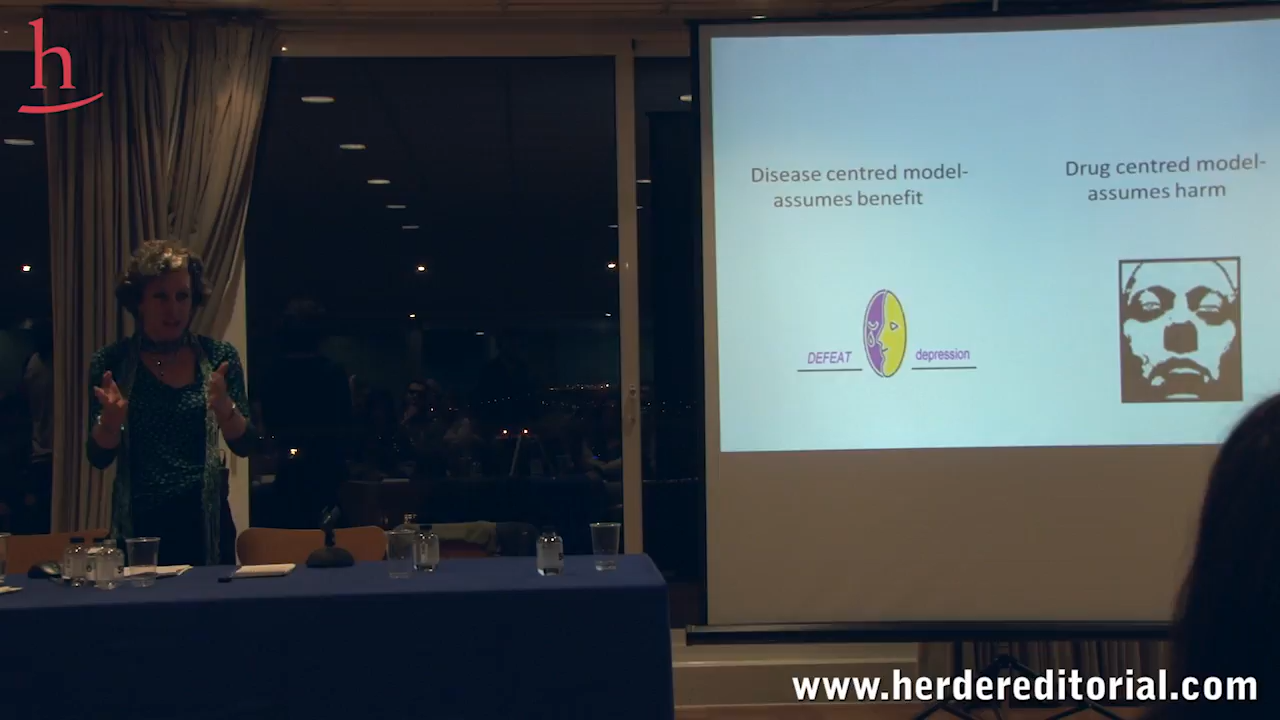 h
Disease centred model-
assumes benefit
Drug centred model-
assumes harm
DEFEAT
depression
www.herdereditorial.com